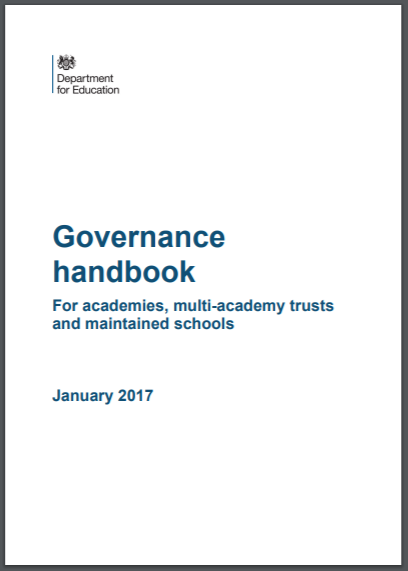 Department
for Education
Governance
handbook
For academies, multi-academy trusts
and maintained schools
January 2017